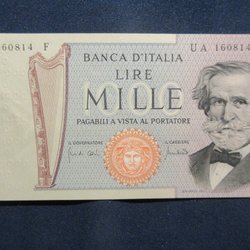 160814 F
UA 160814
BANCA D'ITALIA
LIRE
MILLE
PAGABILI A VISTA AL PORTATORE
IL GOVERNATORE
IL CASSIERE